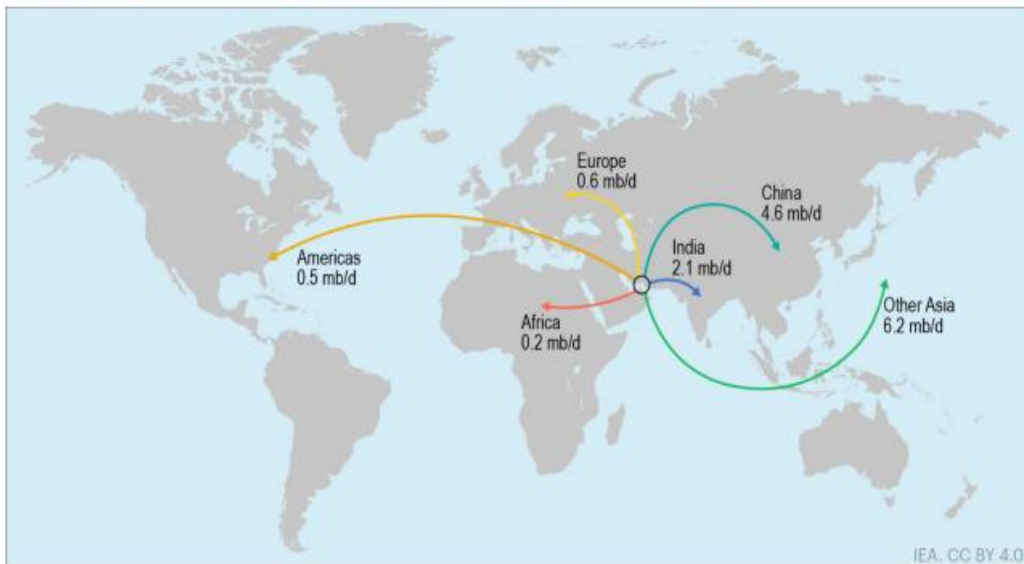 Europe
0.6 mb/d
China
4.6 mb/d
India
2.1 mb/d
Americas
0.5 mb/d
Africa
0.2 mb/d
Other Asia
6.2 mb/d
IEA. CC BY 4.0